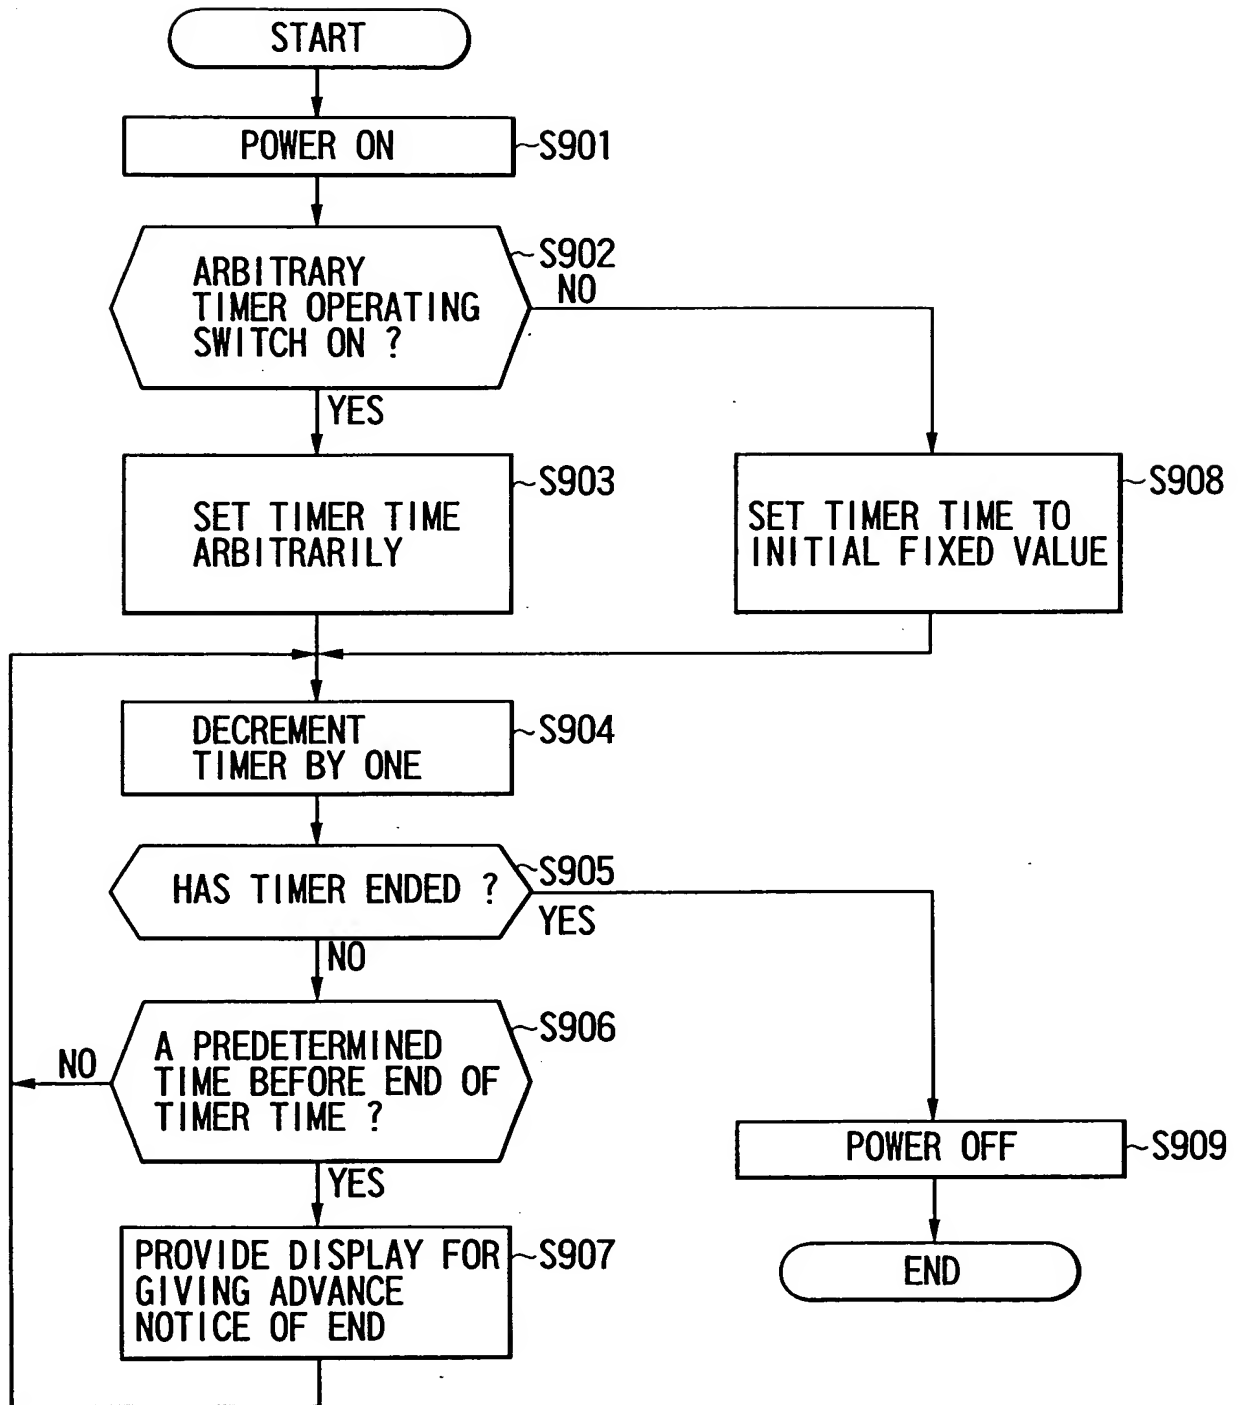 START
POWER ON
S901
S902
ARBITRARY
TIMER OPERATING
SWITCH ON ?
NO
YES
S903
SET TIMER TIME
ARBITRARILY
S908
SET TIMER TIME TO
INITIAL FIXED VALUE
DECREMENT
TIMER BY ONE
S904
HAS TIMER ENDED ?
S905
YES
NO
S906
A PREDETERMINED
TIME BEFORE END OF
TIMER TIME ?
NO
YES
POWER OFF
S909
PROVIDE DISPLAY FOR
GIVING ADVANCE
NOTICE OF END
S907
END